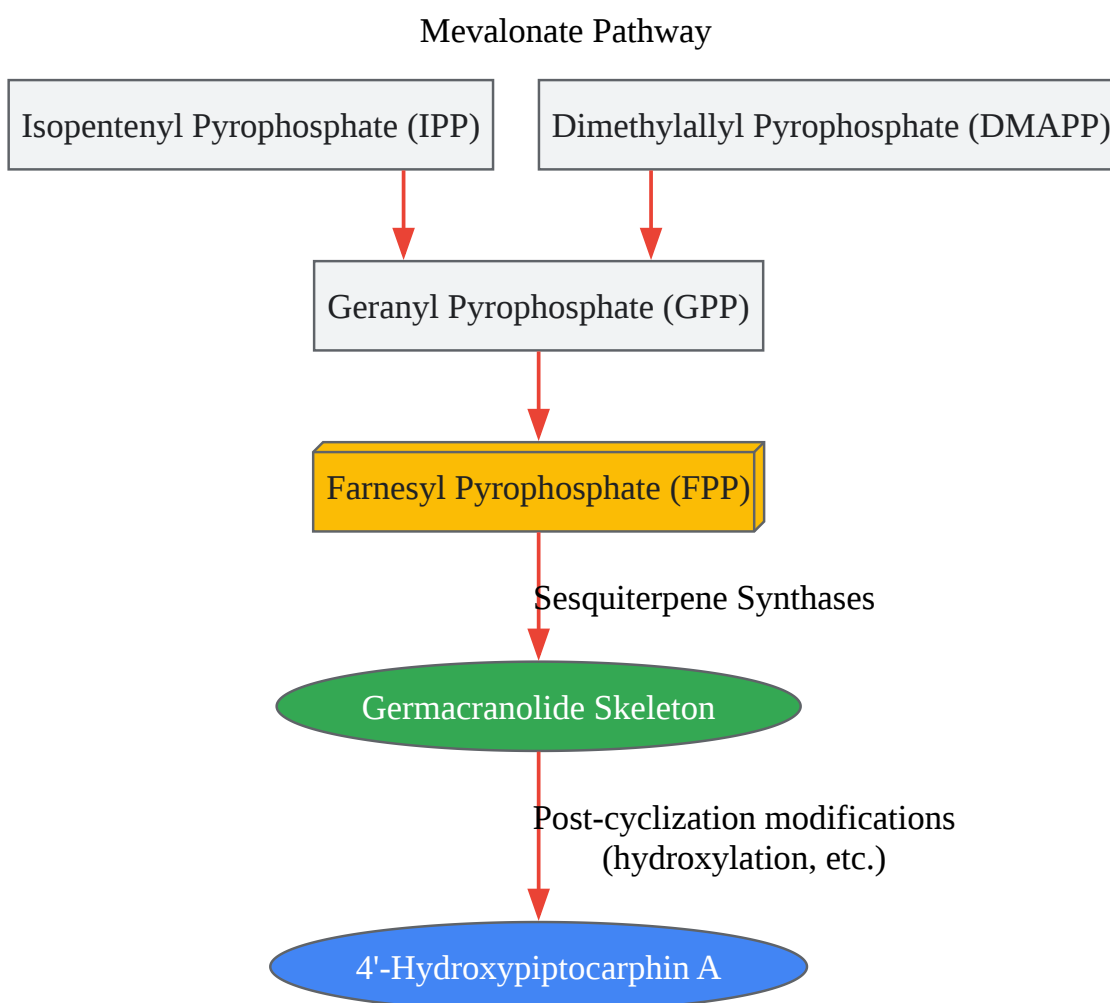 Mevalonate Pathway
Isopentenyl Pyrophosphate (IPP)
Dimethylallyl Pyrophosphate (DMAPP)
Geranyl Pyrophosphate (GPP)
Farnesyl Pyrophosphate (FPP)
Sesquiterpene Synthases
Germacranolide Skeleton
Post-cyclization modifications
(hydroxylation, etc.)
4'-Hydroxypiptocarphin A